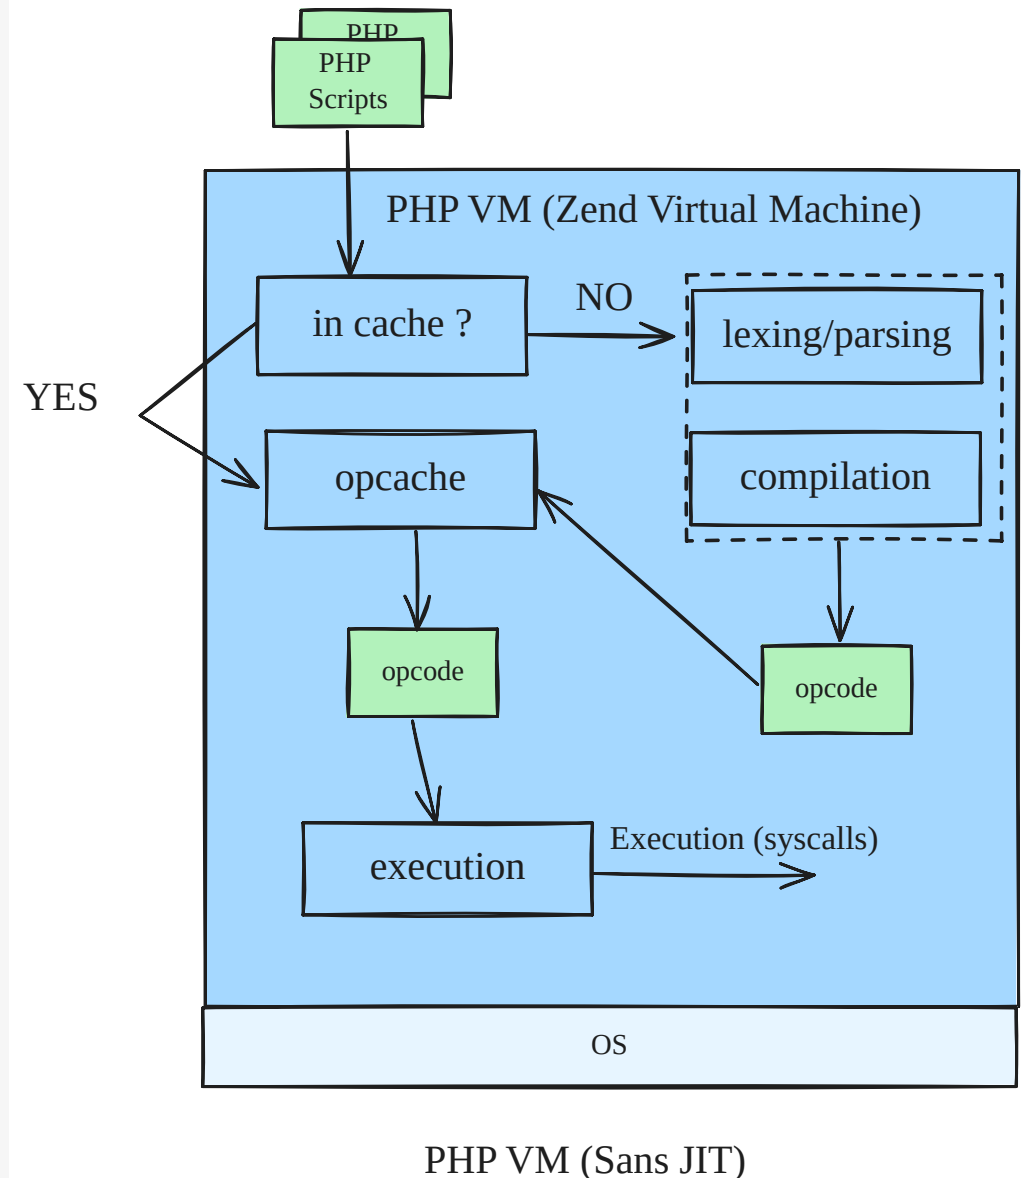 PHP
PHP
Scripts
PHP VM (Zend Virtual Machine)
in cache ?
NO
lexing/parsing
YES
opcache
compilation
opcode
opcode
execution
Execution (syscalls)
OS
PHP VM (Sans JIT)